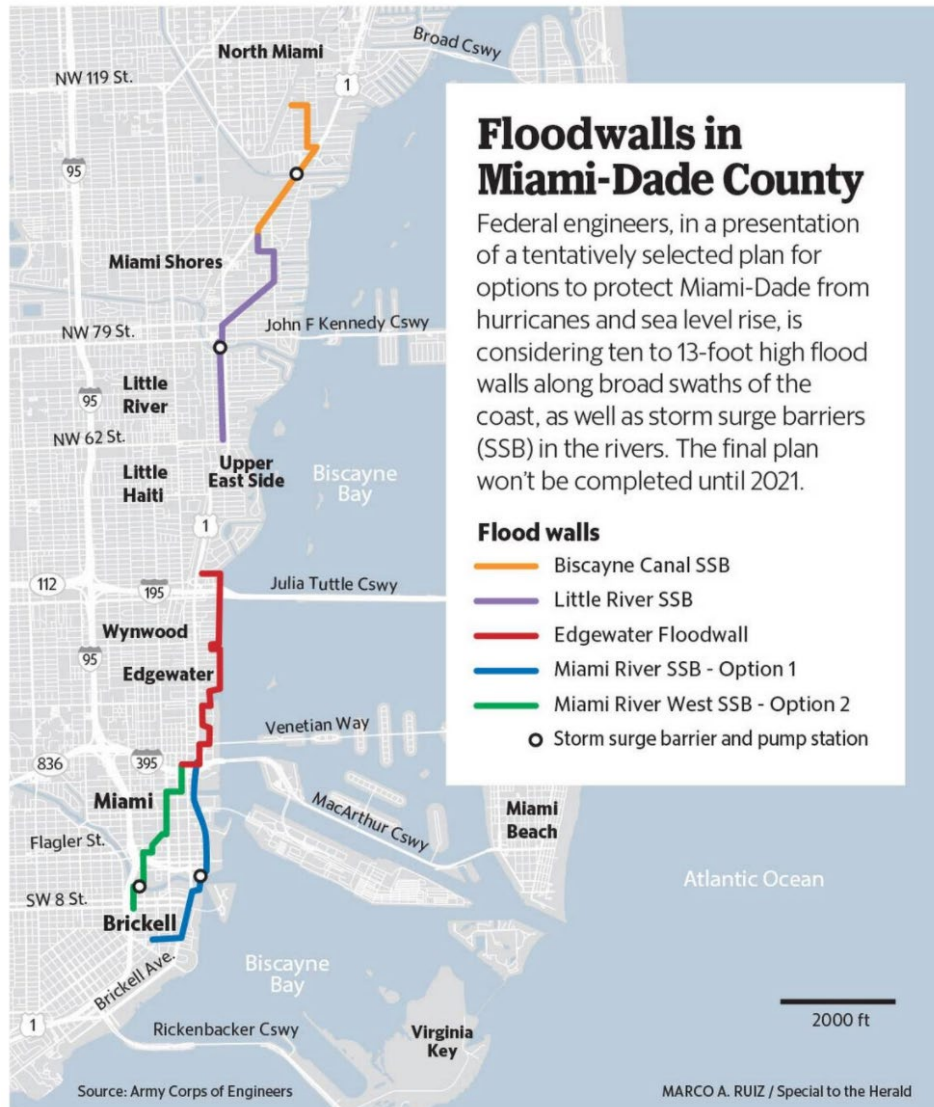 North Miami
Broad Cswy
NW 119 St.
1
95
Floodwalls in
Miami-Dade County
Federal engineers, in a presentation
of a tentatively selected plan for
options to protect Miami-Dade from
hurricanes and sea level rise, is
considering ten to 13-foot high flood
walls along broad swaths of the
coast, as well as storm surge barriers
(SSB) in the rivers. The final plan
won't be completed until 2021.
Flood walls
Biscayne Canal SSB
Little River SSB
Edgewater Floodwall
Miami River SSB - Option 1
Miami River West SSB - Option 2
Storm surge barrier and pump station
Miami Shores
John F Kennedy Cswy
NW 79 St.
Little
River
95
NW 62 St.
Upper
East Side
Little
Haiti
Biscayne
Bay
1
112
195
Julia Tuttle Cswy
Wynwood
95
Edgewater
Venetian Way
836
395
Miami
MacArthur Cswy
Miami
Beach
Flagler St.
Atlantic Ocean
SW 8 St.
Brickell
Brickell Ave.
Biscayne
Bay
1
Rickenbacker Cswy
Virginia
Key
2000 ft
Source: Army Corps of Engineers
MARCO A. RUIZ / Special to the Herald